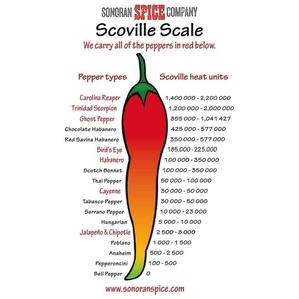 SONORAN SPICE COMPANY
Scoville Scale
We carry all of the peppers in red below.
Pepper types Scoville heat units
Carolina Reaper 1,400 000 - 2,200 000
Trinidad Scorpion 1,200 000 - 2,000 000
Ghost Pepper 855 000 - 1,041 427
Chocolate Habanero 425 000 - 577 000
Red Savina Habanero 350 000 - 577 000
Bird's Eye 185,000 - 225,000
Habanero 100 000 - 350 000
Scotch Bonnet 100 000 - 350 000
Thai Pepper 50 000 - 100 000
Cayenne 30 000 - 50 000
Tabasco Pepper 30 000 - 50 000
Serrano Pepper 10 000 - 23 000
Hungarian 5 000 - 10 000
Jalapeño & Chipotle 2 500 - 8 000
Poblano 1 000 - 1 500
Anaheim 500 - 2 500
Pepperoncini 100 - 500
Bell Pepper 0
www.sonoranspice.com